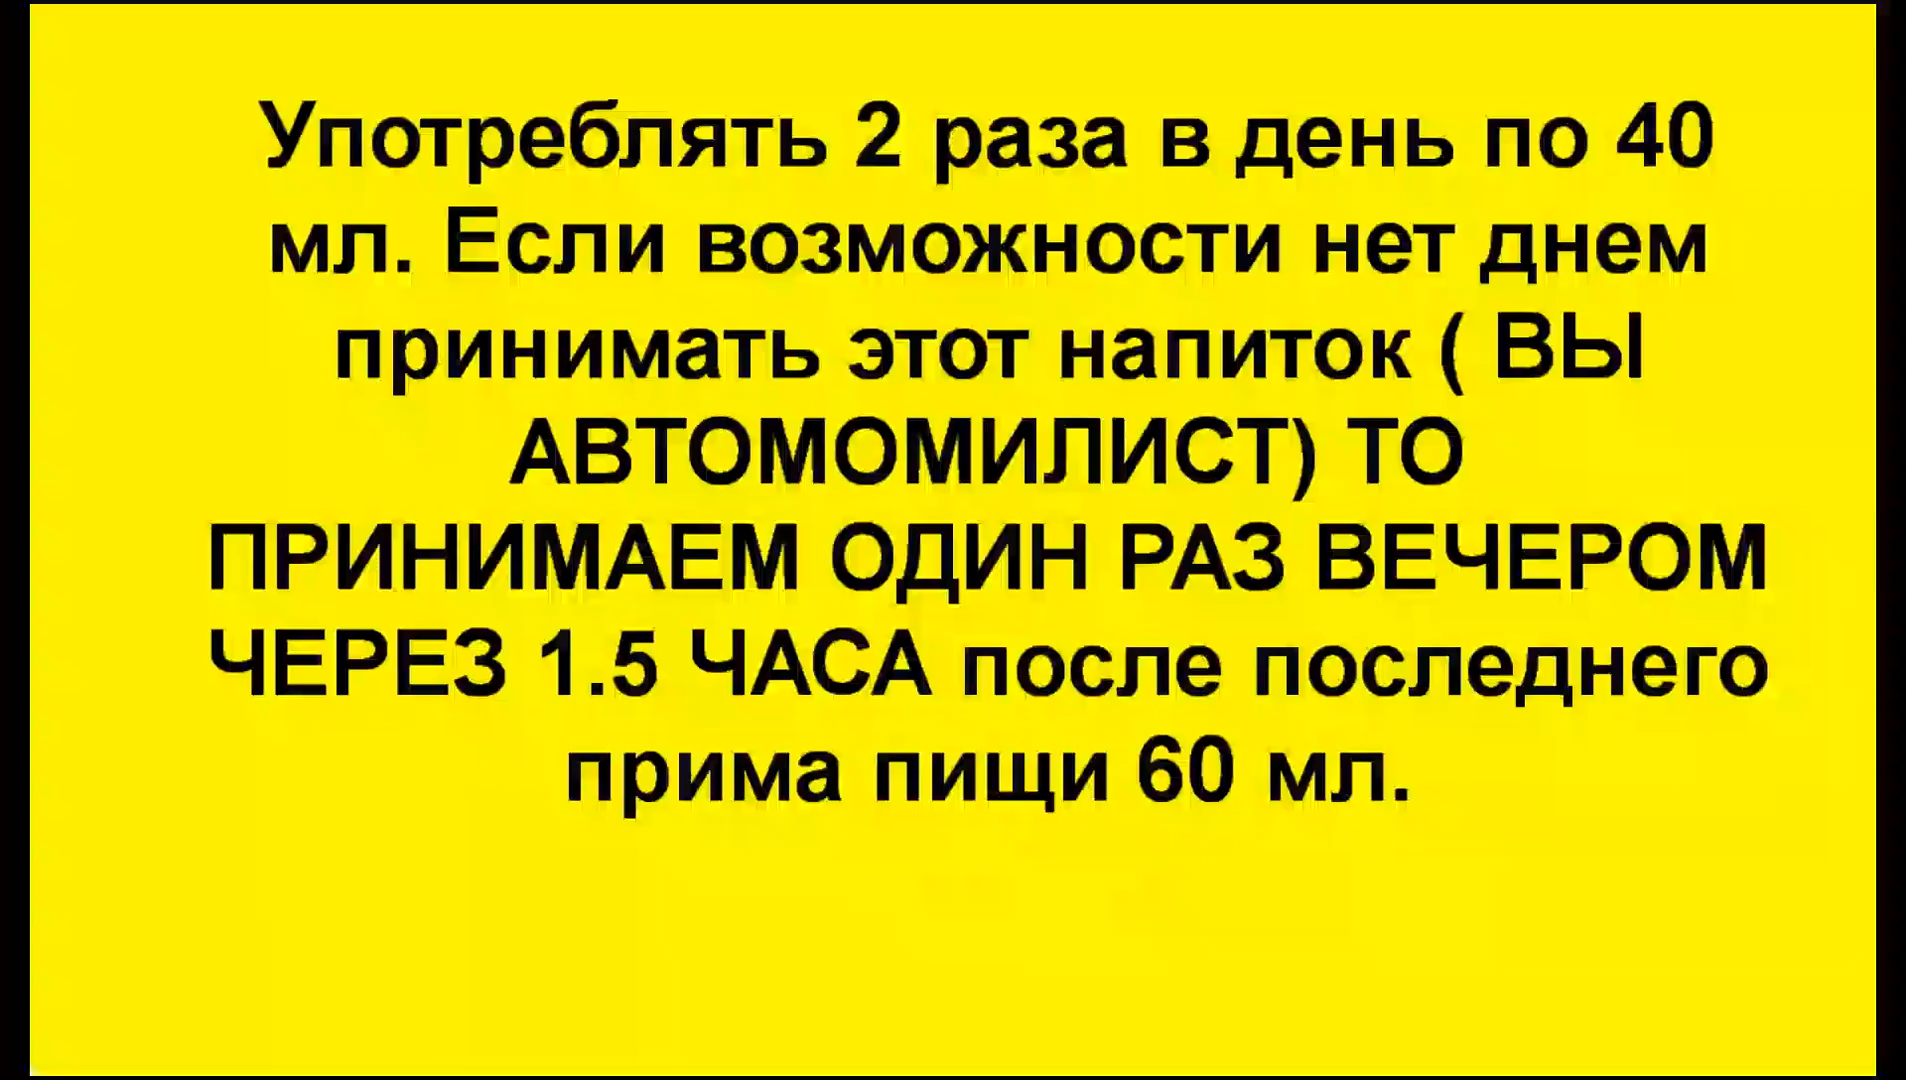 Употреблять 2 раза в день по 40
мл. Если возможности нет днем
принимать этот напиток ( ВЫ
АВТОМОМИЛИСТ) ТО
ПРИНИМАЕМ ОДИН РАЗ ВЕЧЕРОМ
ЧЕРЕЗ 1.5 ЧАСА после последнего
прима пищи 60 мл.